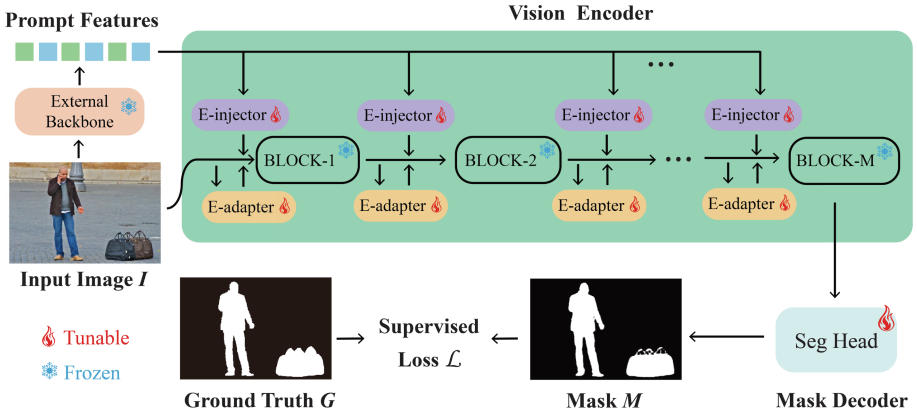 Vision Encoder
Prompt Features
External
Backbone
E-injector
E-injector
E-injector
E-injector
...
BLOCK-1
BLOCK-2
...
BLOCK-M
E-adapter
E-adapter
E-adapter
E-adapter
Input Image I
Tunable
Frozen
Supervised
Loss ℒ
Seg Head
Ground Truth G
Mask M
Mask Decoder